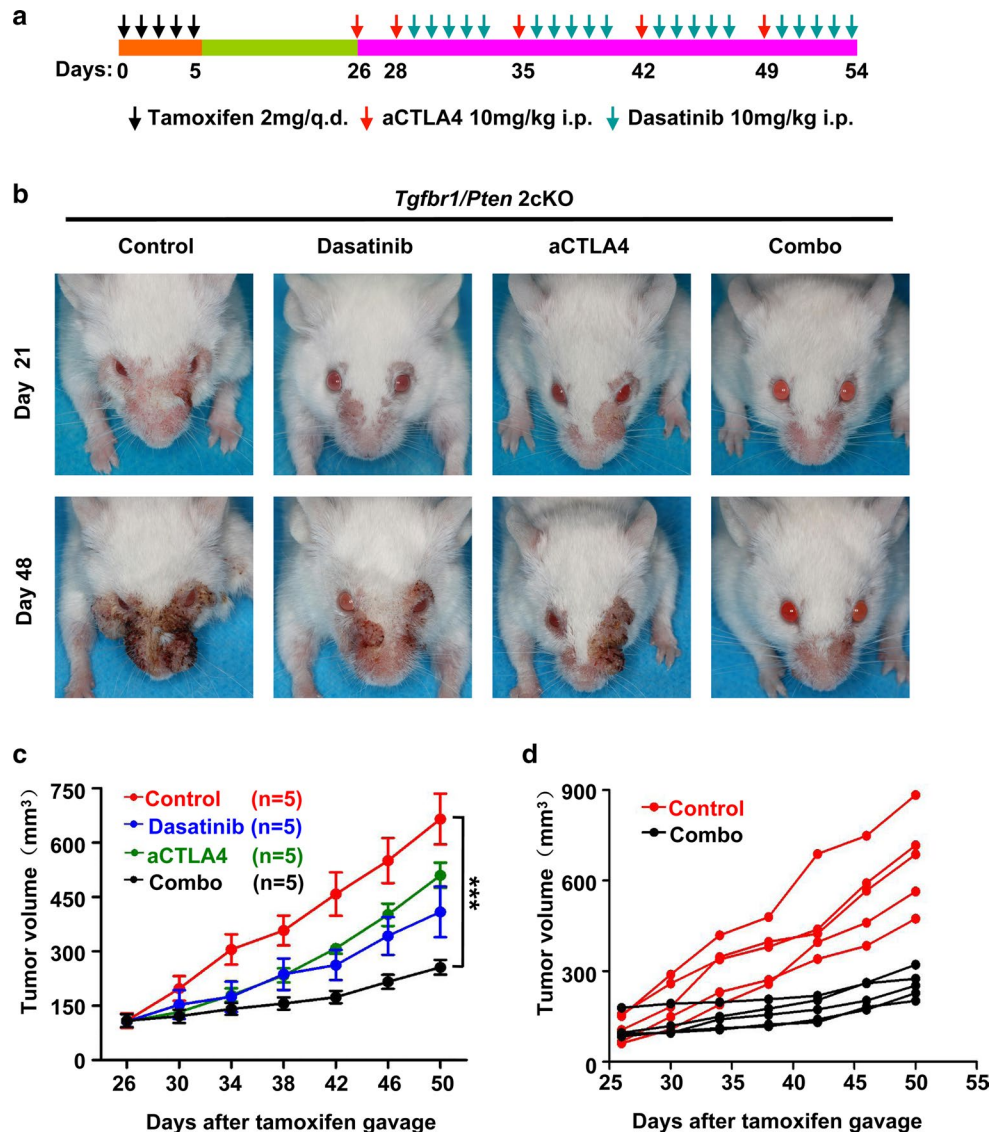 a
Days: 0 5 26 28 35 42 49 54
Tamoxifen 2mg/q.d. aCTLA4 10mg/kg i.p. Dasatinib 10mg/kg i.p.
b
Tgfbr1/Pten 2cKO
Control Dasatinib aCTLA4 Combo
Day 21
Day 48
c
Tumor volume (mm³)
750
600
450
300
150
0
Control (n=5)
Dasatinib (n=5)
aCTLA4 (n=5)
Combo (n=5)
***
26 30 34 38 42 46 50
Days after tamoxifen gavage
d
Tumor volume (mm³)
900
600
300
0
Control
Combo
25 30 35 40 45 50 55
Days after tamoxifen gavage